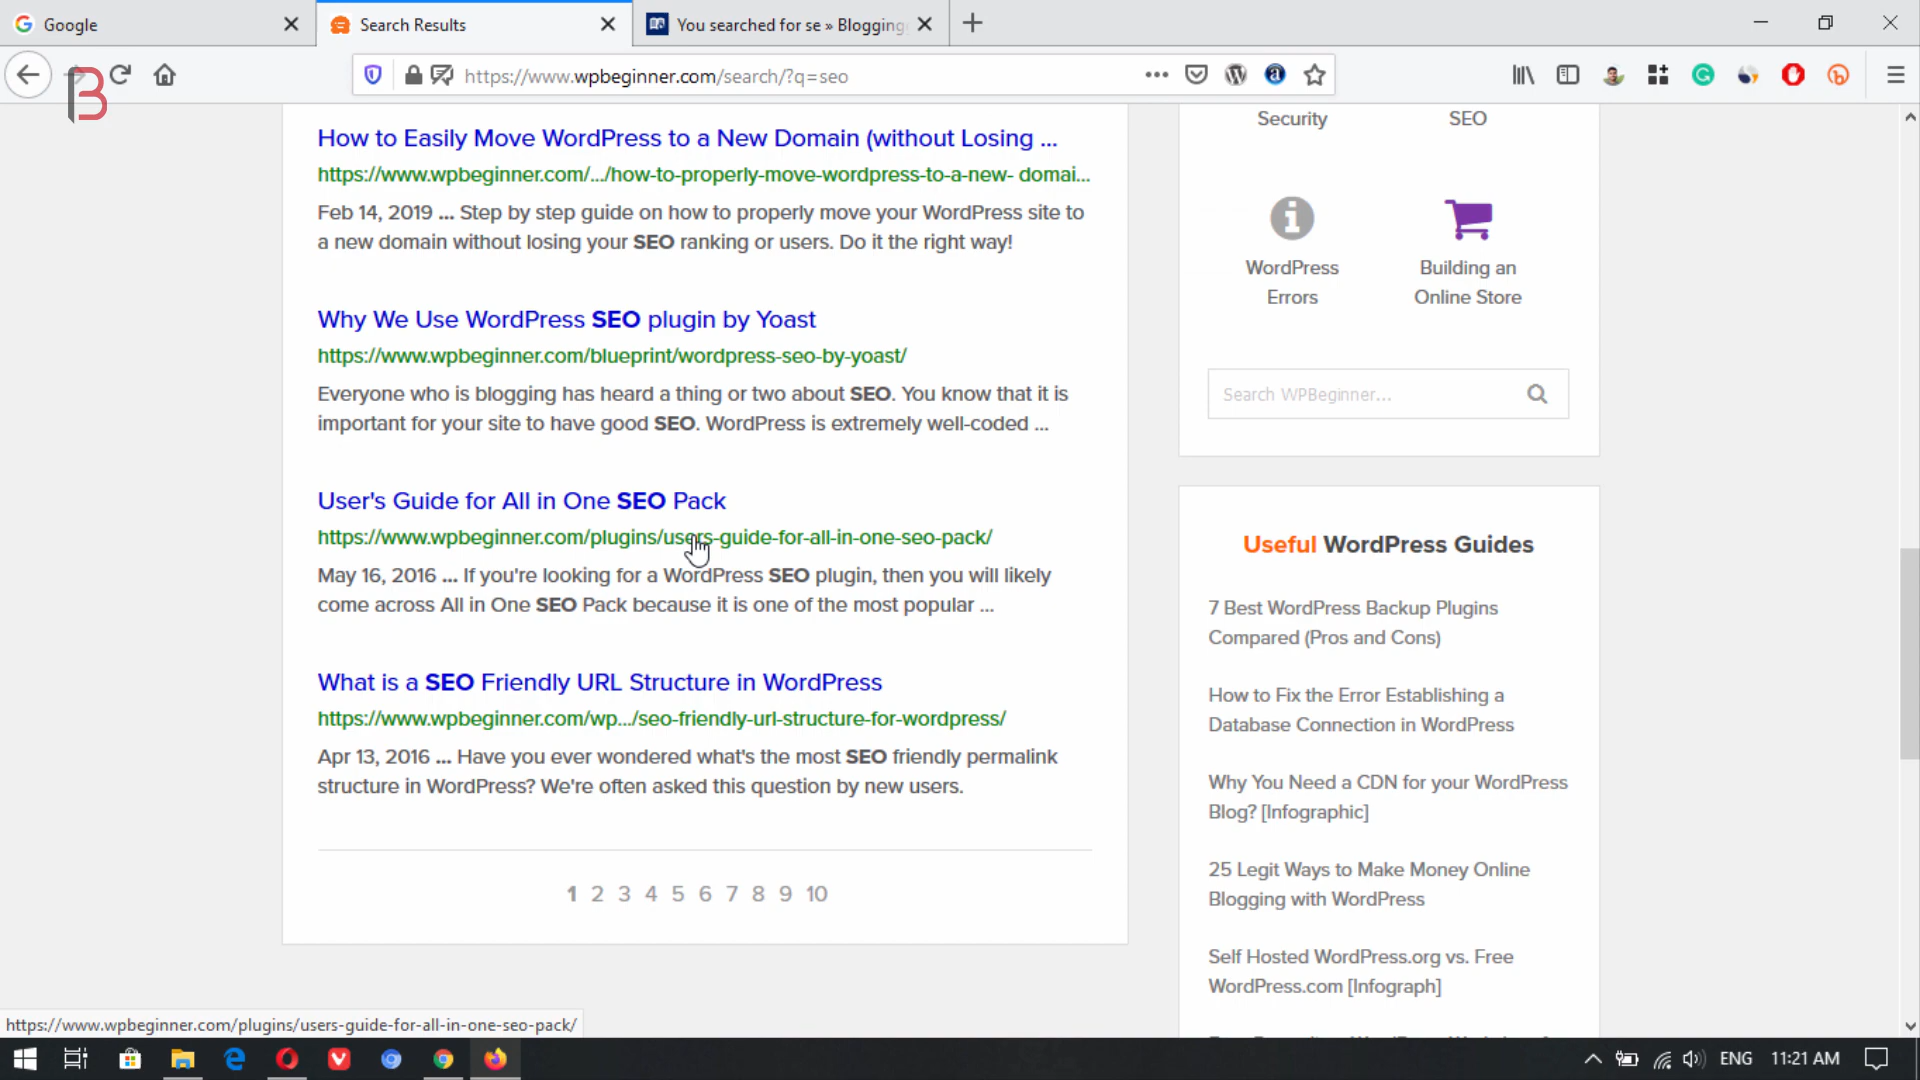 Google
Search Results
You searched for se » Blogging
https://www.wpbeginner.com/search/?q=seo
How to Easily Move WordPress to a New Domain (without Losing ...
https://www.wpbeginner.com/.../how-to-properly-move-wordpress-to-a-new- domai...
Feb 14, 2019 ... Step by step guide on how to properly move your WordPress site to
a new domain without losing your SEO ranking or users. Do it the right way!
Why We Use WordPress SEO plugin by Yoast
https://www.wpbeginner.com/blueprint/wordpress-seo-by-yoast/
Everyone who is blogging has heard a thing or two about SEO. You know that it is
important for your site to have good SEO. WordPress is extremely well-coded ...
User's Guide for All in One SEO Pack
https://www.wpbeginner.com/plugins/users-guide-for-all-in-one-seo-pack/
May 16, 2016 ... If you're looking for a WordPress SEO plugin, then you will likely
come across All in One SEO Pack because it is one of the most popular ...
What is a SEO Friendly URL Structure in WordPress
https://www.wpbeginner.com/wp.../seo-friendly-url-structure-for-wordpress/
Apr 13, 2016 ... Have you ever wondered what's the most SEO friendly permalink
structure in WordPress? We're often asked this question by new users.
1 2 3 4 5 6 7 8 9 10
Security
SEO
WordPress
Errors
Building an
Online Store
Search WPBeginner...
Useful WordPress Guides
7 Best WordPress Backup Plugins
Compared (Pros and Cons)
How to Fix the Error Establishing a
Database Connection in WordPress
Why You Need a CDN for your WordPress
Blog? [Infographic]
25 Legit Ways to Make Money Online
Blogging with WordPress
Self Hosted WordPress.org vs. Free
WordPress.com [Infograph]
https://www.wpbeginner.com/plugins/users-guide-for-all-in-one-seo-pack/
ENG
11:21 AM